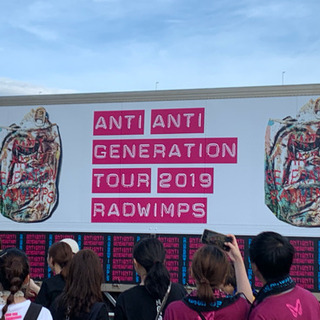 ANTI ANTI
GENERATION
TOUR 2019
RADWIMPS